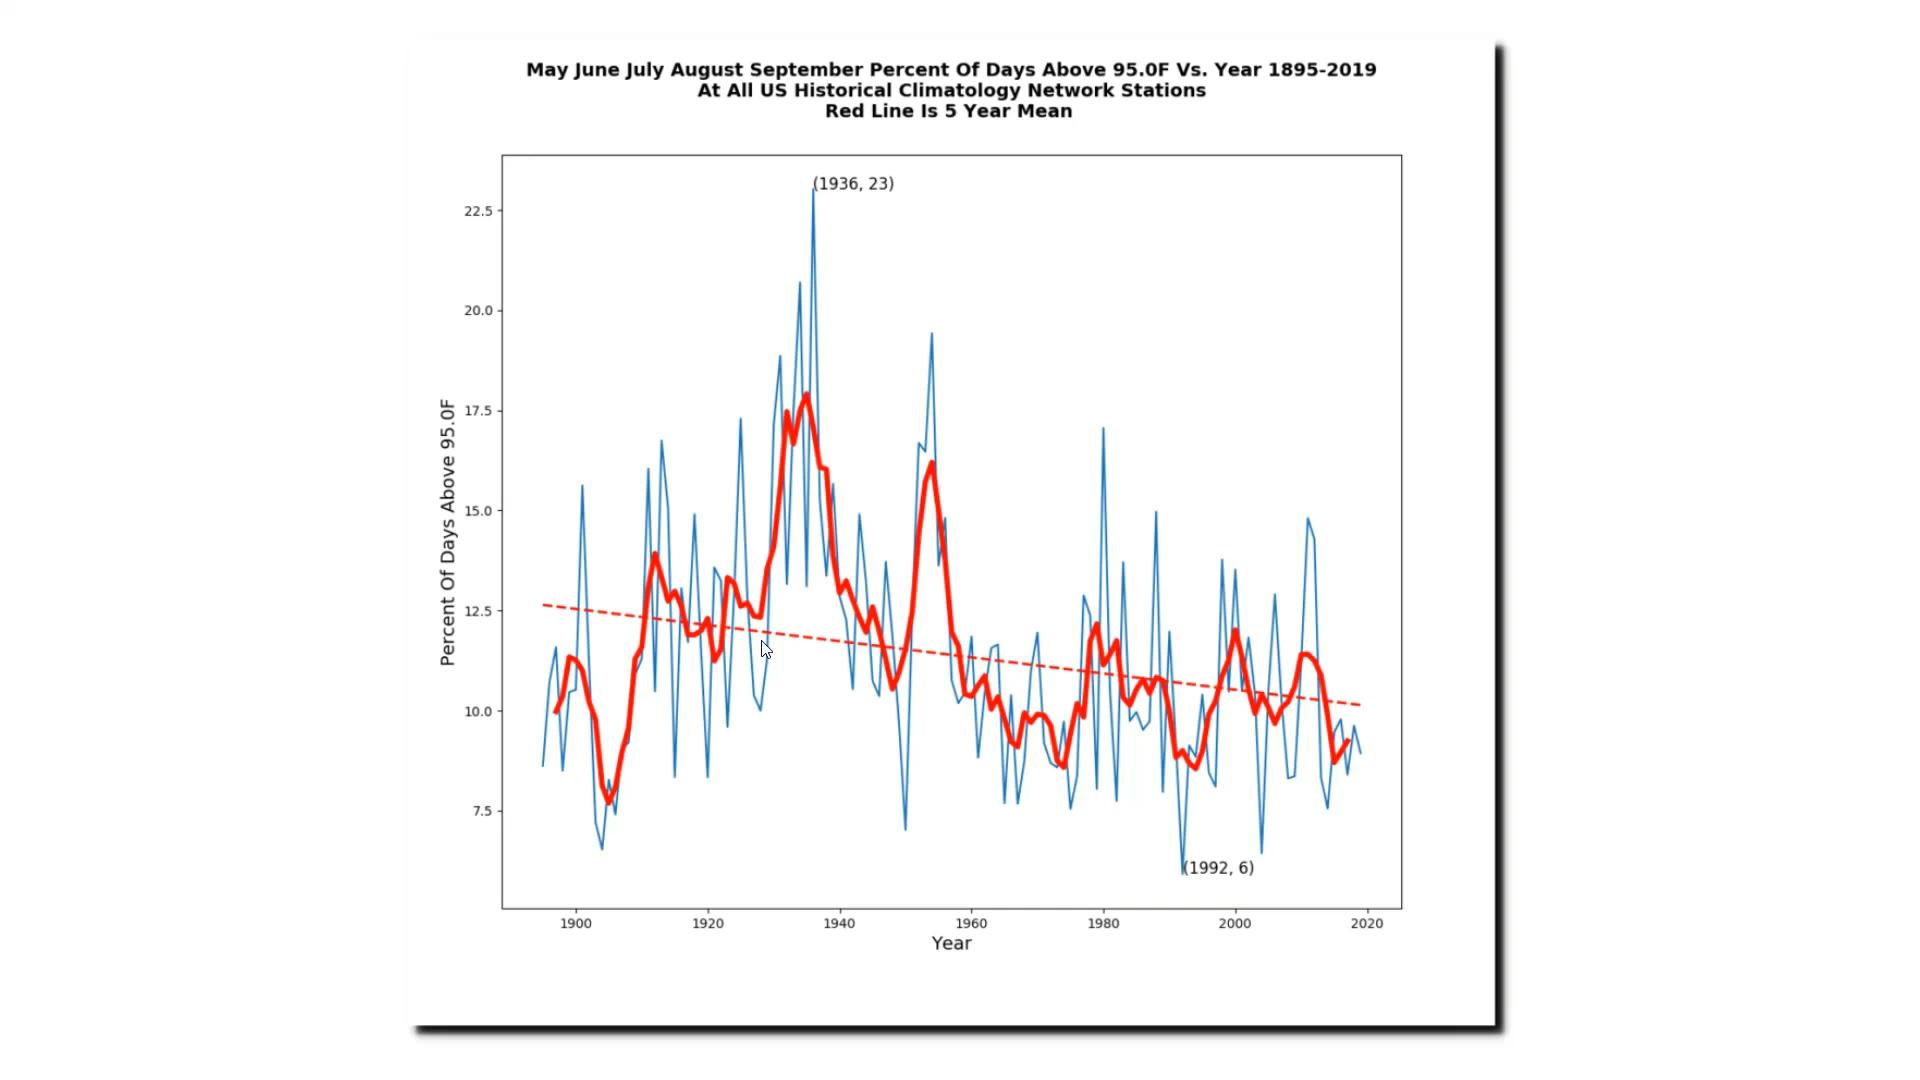 May June July August September Percent Of Days Above 95.0F Vs. Year 1895-2019
At All US Historical Climatology Network Stations
Red Line Is 5 Year Mean
(1936, 23)
22.5
20.0
17.5
15.0
12.5
10.0
7.5
Percent Of Days Above 95.0F
(1992, 6)
1900 1920 1940 1960 1980 2000 2020
Year